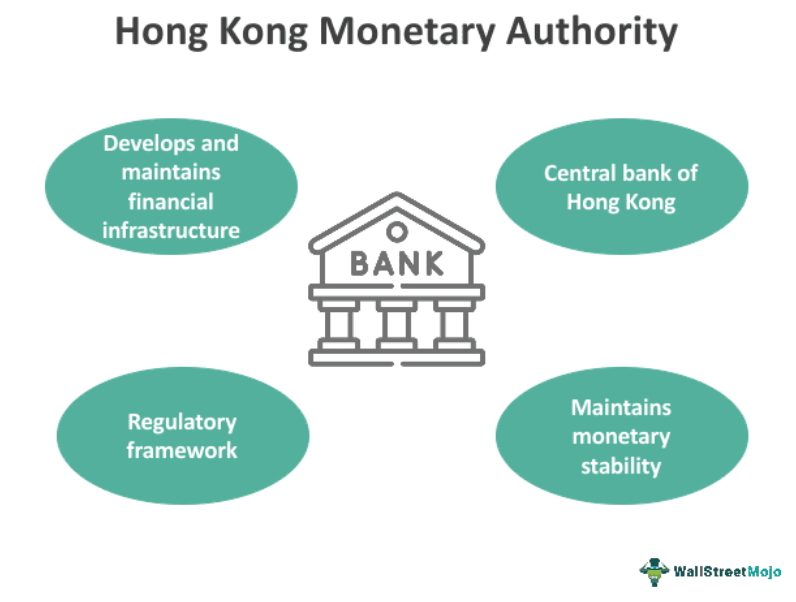 Hong Kong Monetary Authority
Develops and
maintains
financial
infrastructure
Central bank of
Hong Kong
BANK
Regulatory
framework
Maintains
monetary
stability
WallStreetMojo